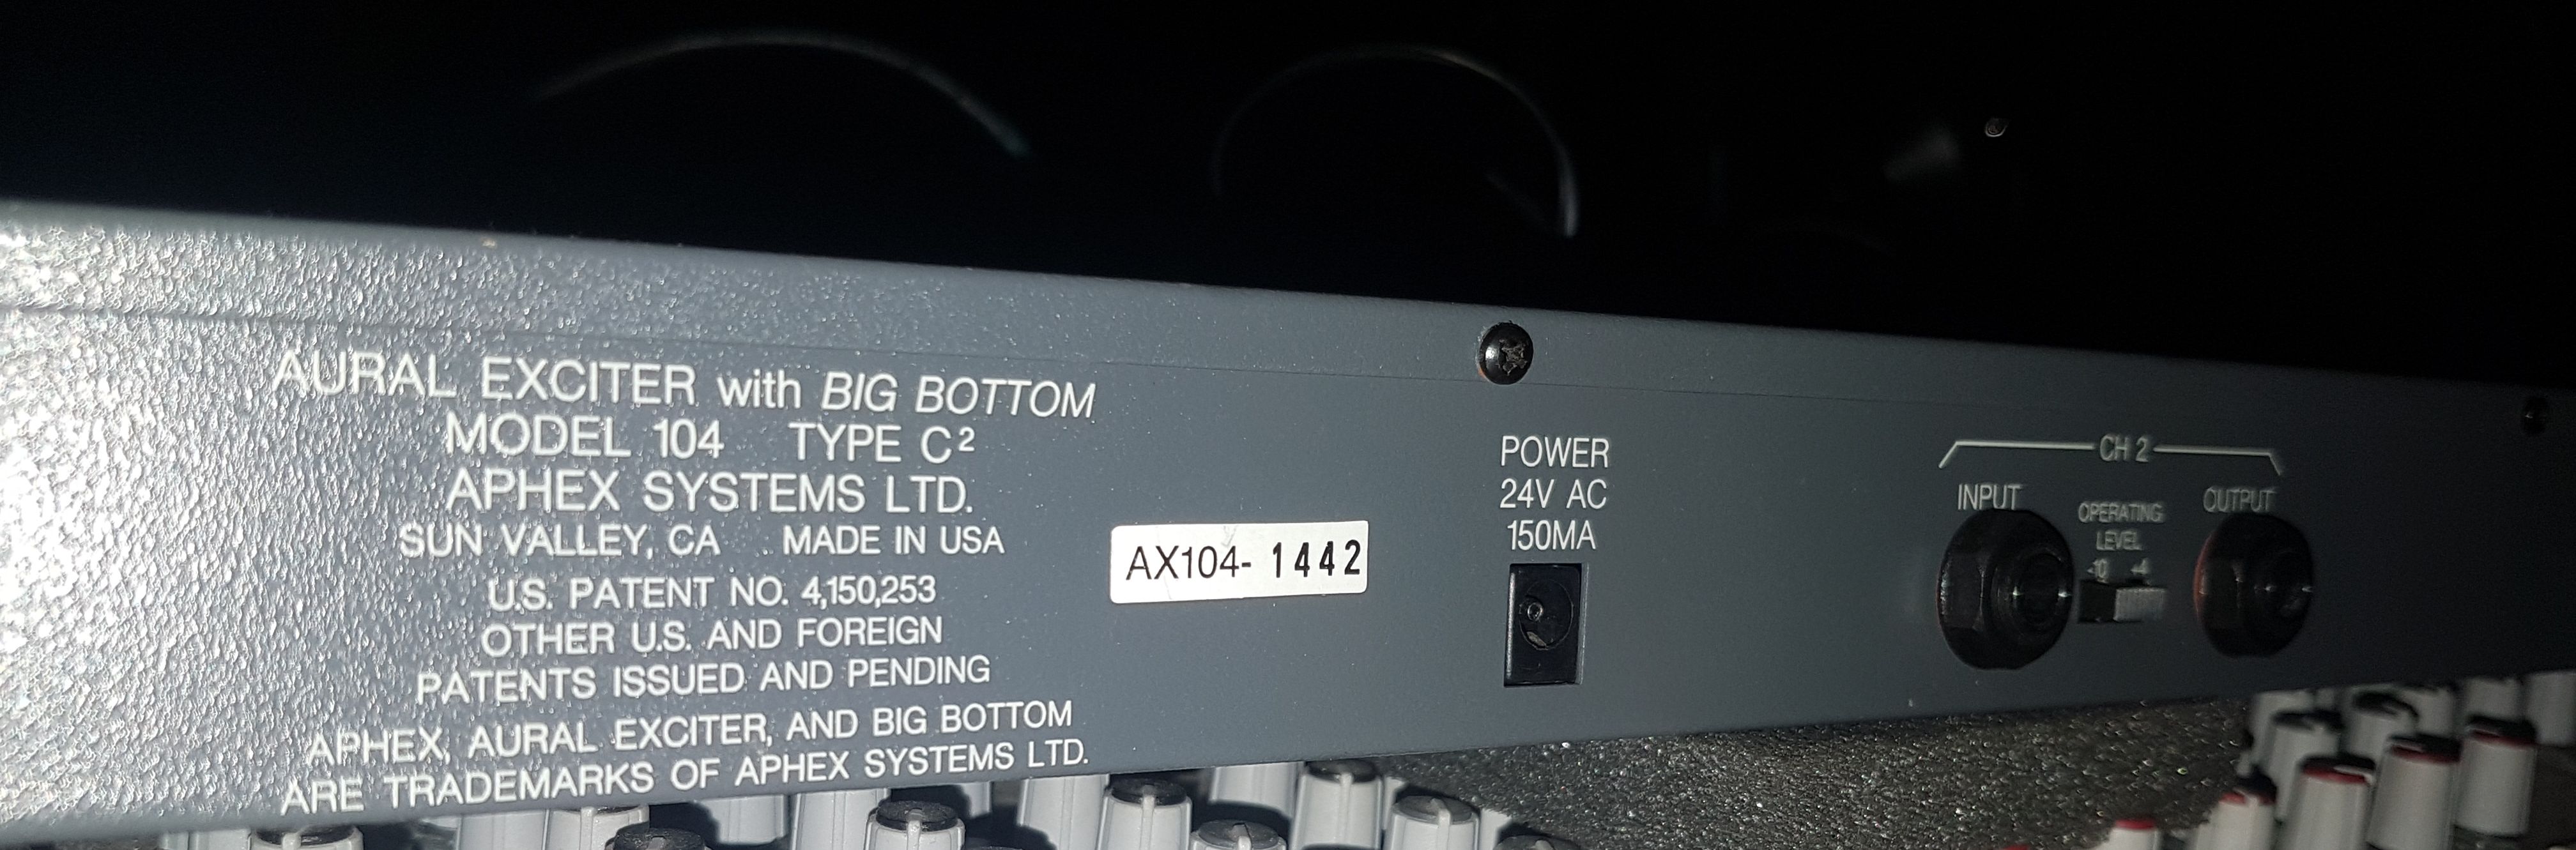 AURAL EXCITER with BIG BOTTOM
MODEL 104 TYPE C²
APHEX SYSTEMS LTD.
SUN VALLEY, CA MADE IN USA
U.S. PATENT NO. 4,150,253
OTHER U.S. AND FOREIGN
PATENTS ISSUED AND PENDING
APHEX, AURAL EXCITER, AND BIG BOTTOM
ARE TRADEMARKS OF APHEX SYSTEMS LTD.
AX104- 1442
POWER
24V AC
150MA
CH 2
INPUT
OPERATING
LEVEL
-10 +4
OUTPUT